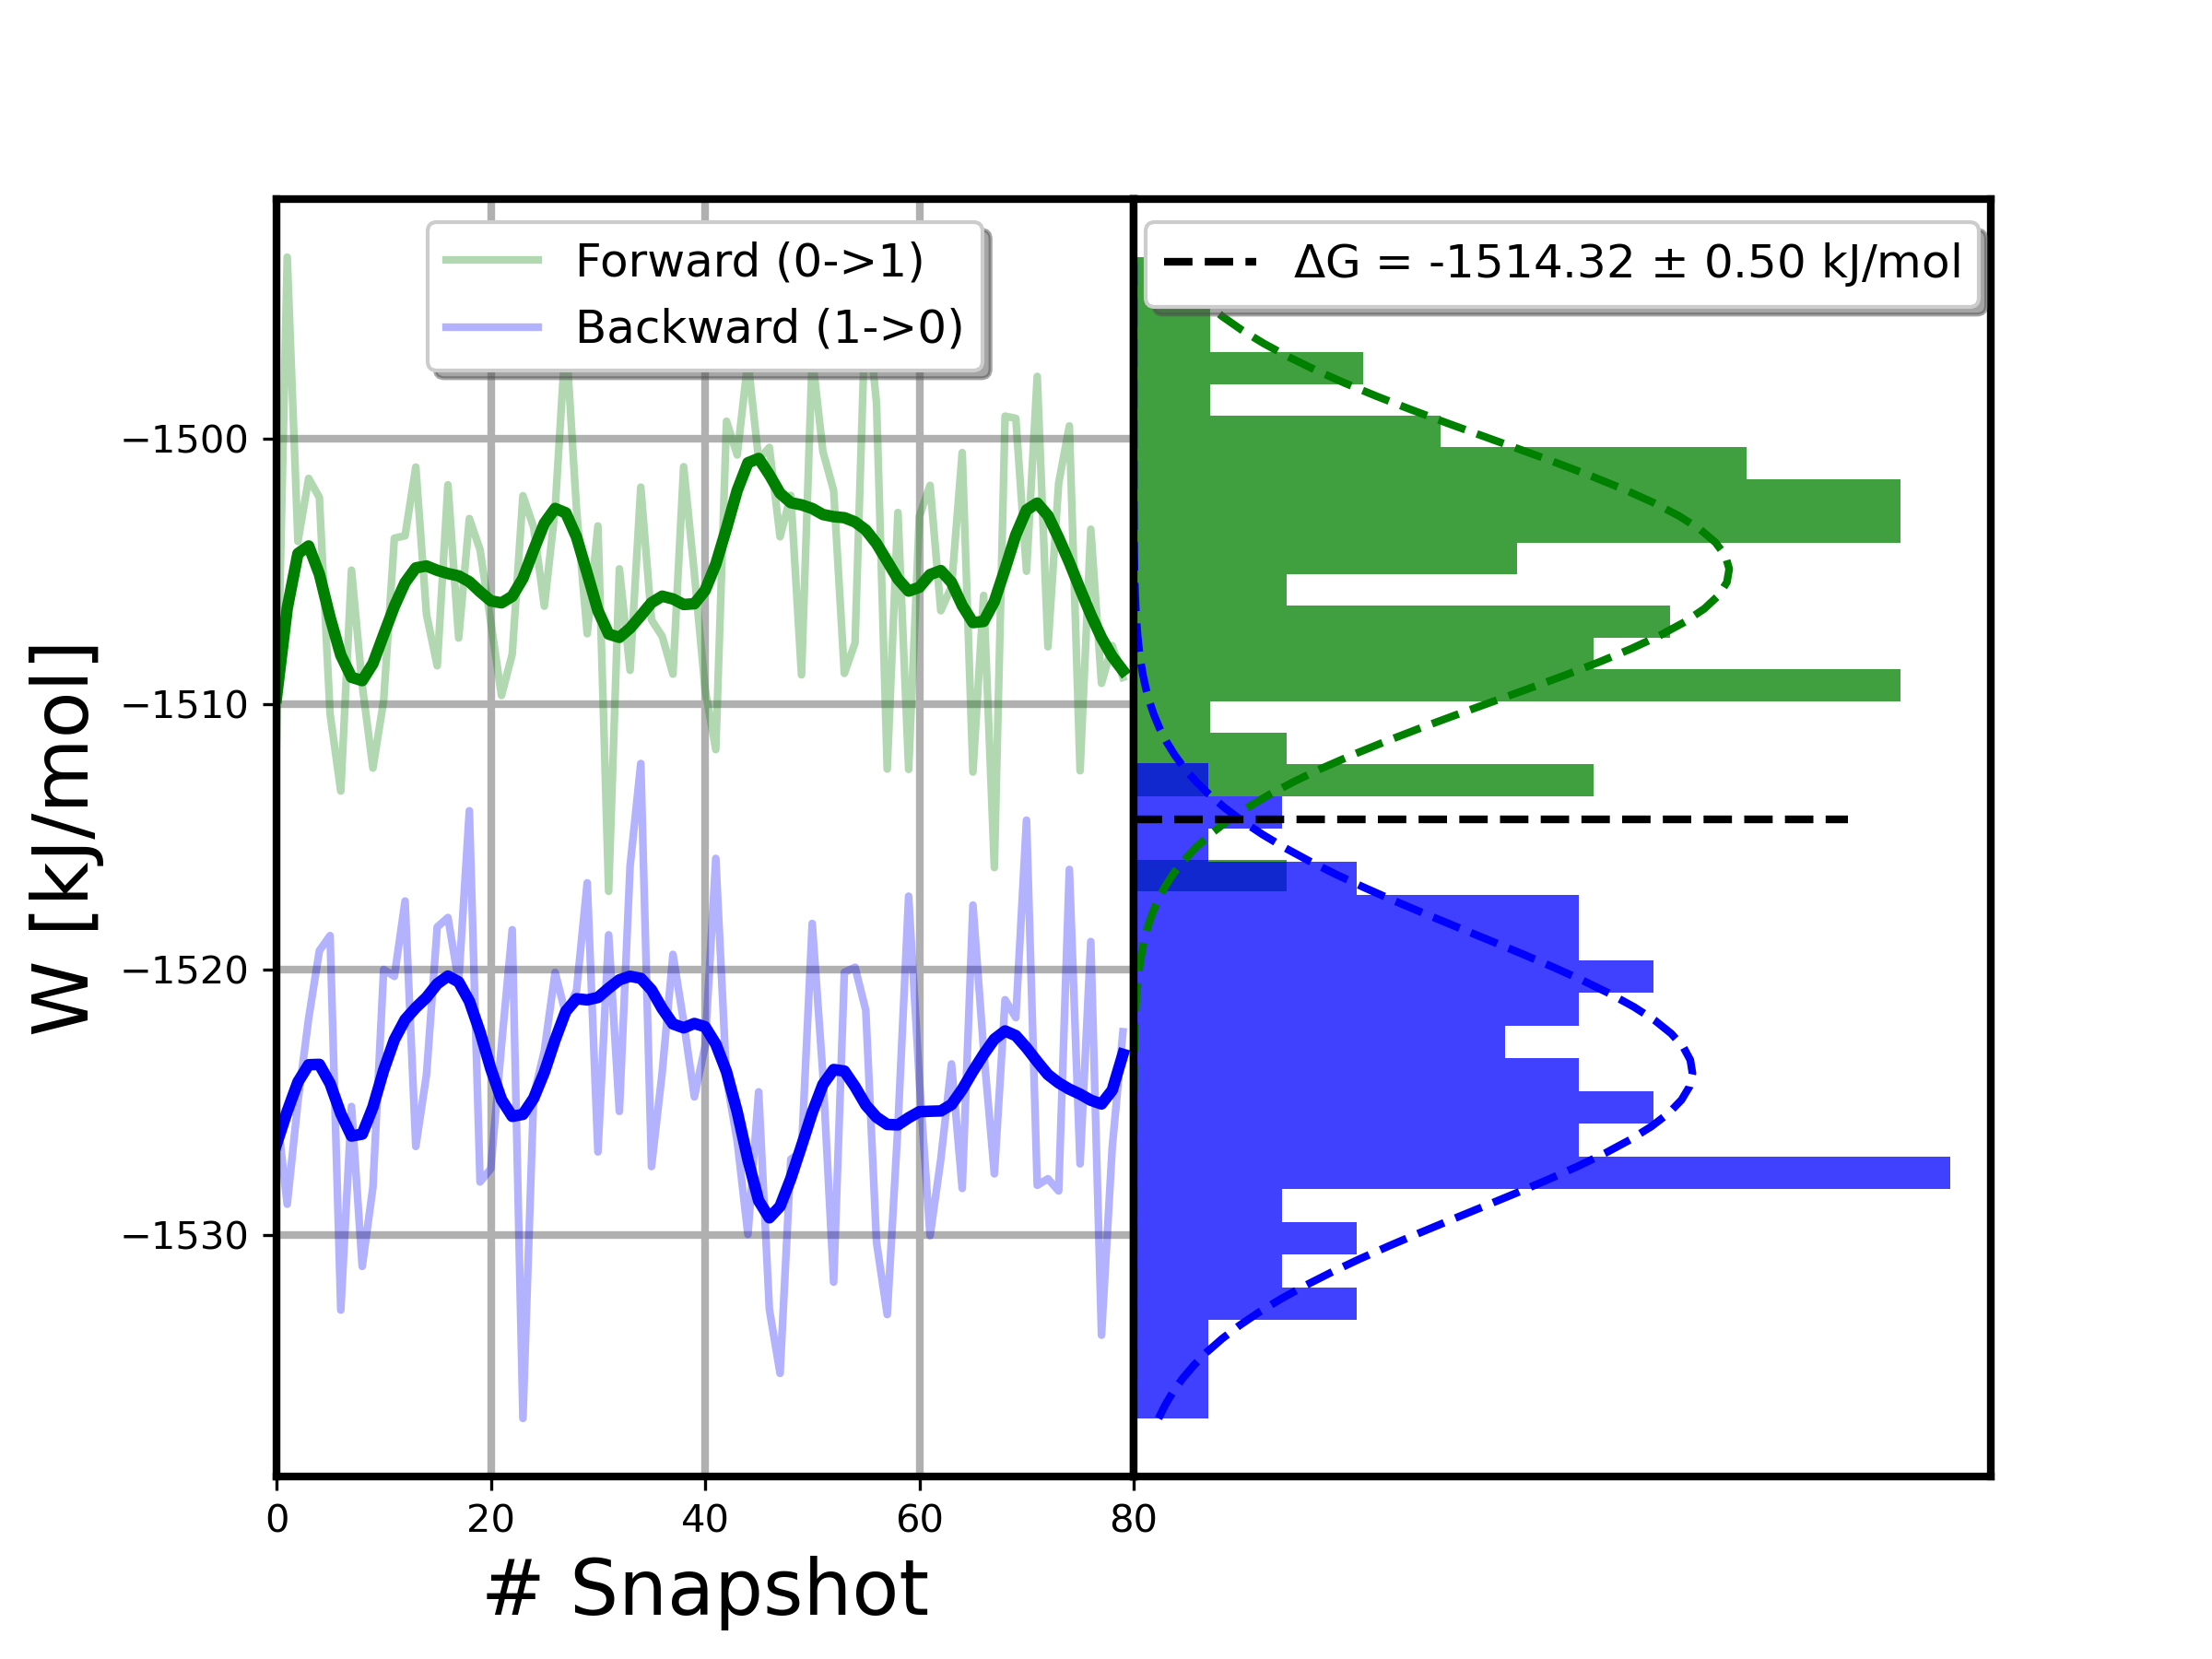 Forward (0->1)
Backward (1->0)
ΔG = -1514.32 ± 0.50 kJ/mol
W [kJ/mol]
−1500
−1510
−1520
−1530
0 20 40 60 80
# Snapshot